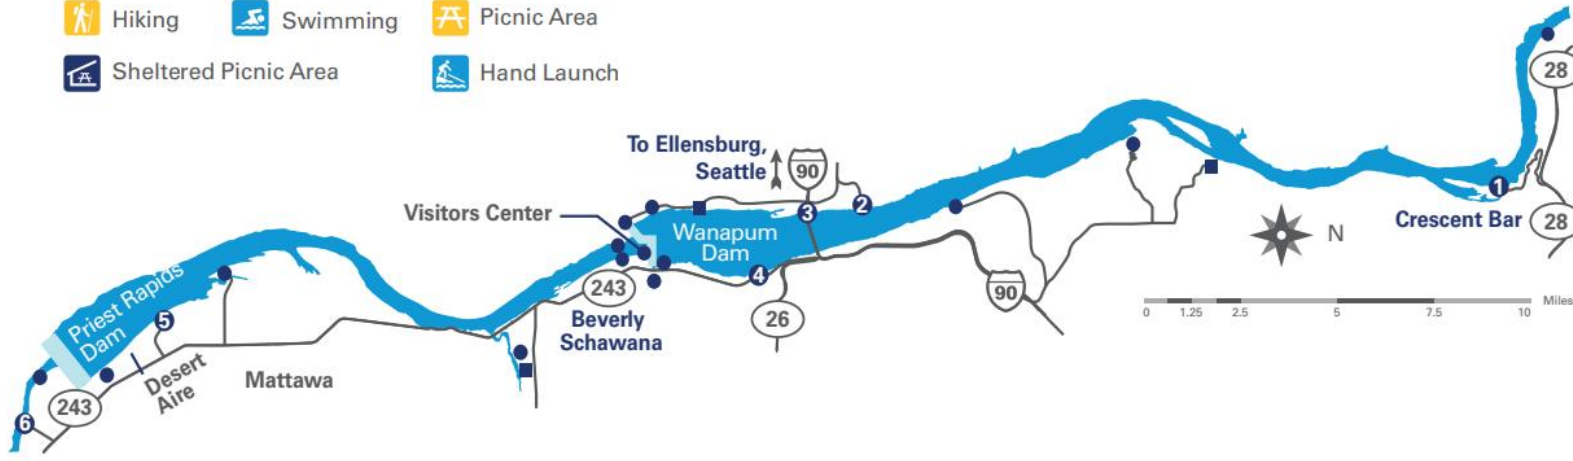 Hiking
Swimming
Picnic Area
Sheltered Picnic Area
Hand Launch
28
To Ellensburg,
Seattle
90
1
2
3
Crescent Bar
28
N
Visitors Center
Wanapum
Dam
4
243
90
26
Beverly
Schawana
0 1.25 2.5 5 7.5 10 Miles
Priest Rapids
Dam
5
Desert
Aire
Mattawa
243
6